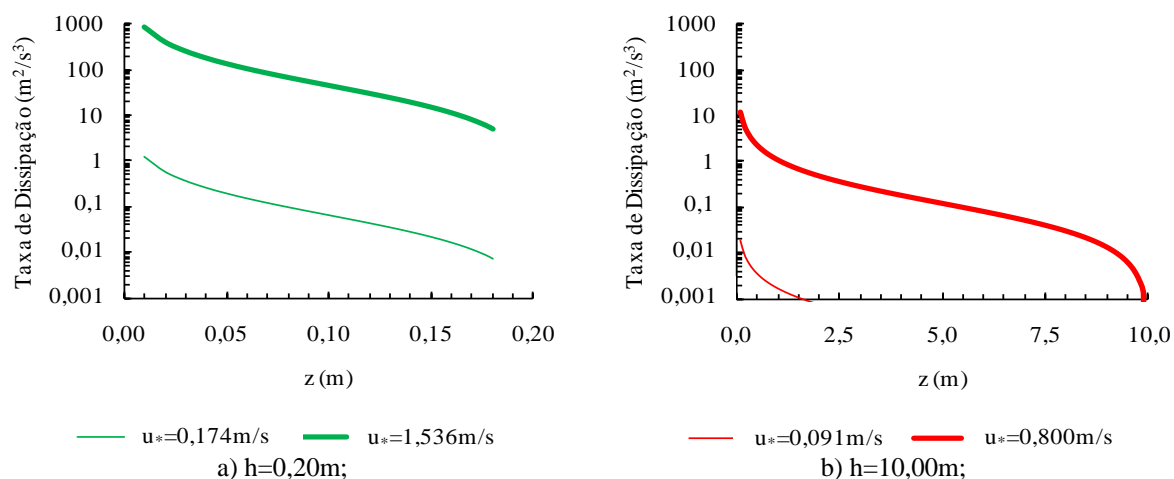 Taxa de Dissipação (m²/s³)
1000
100
10
1
0,1
0,01
0,001
0,00
0,05
0,10
0,15
0,20
z (m)
u*=0,174m/s
u*=1,536m/s
a) h=0,20m;
Taxa de Dissipação (m²/s³)
1000
100
10
1
0,1
0,01
0,001
0,0
2,5
5,0
7,5
10,0
z (m)
u*=0,091m/s
u*=0,800m/s
b) h=10,00m;